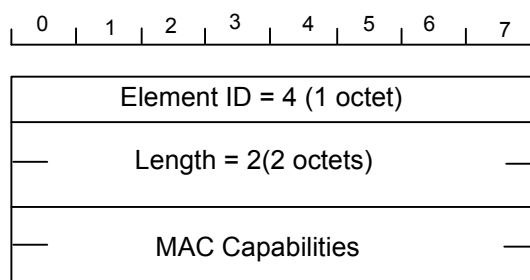 0 1 2 3 4 5 6 7
Element ID = 4 (1 octet)
Length = 2(2 octets)
MAC Capabilities